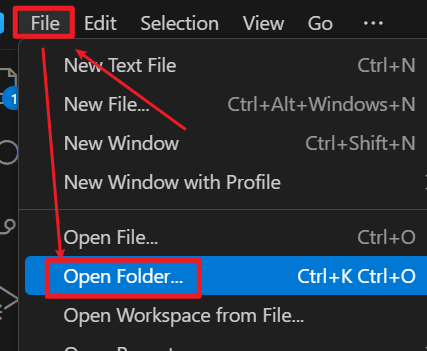 File Edit Selection View Go ...
1
New Text File Ctrl+N
New File... Ctrl+Alt+Windows+N
New Window Ctrl+Shift+N
New Window with Profile
Open File... Ctrl+O
Open Folder... Ctrl+K Ctrl+O
Open Workspace from File...